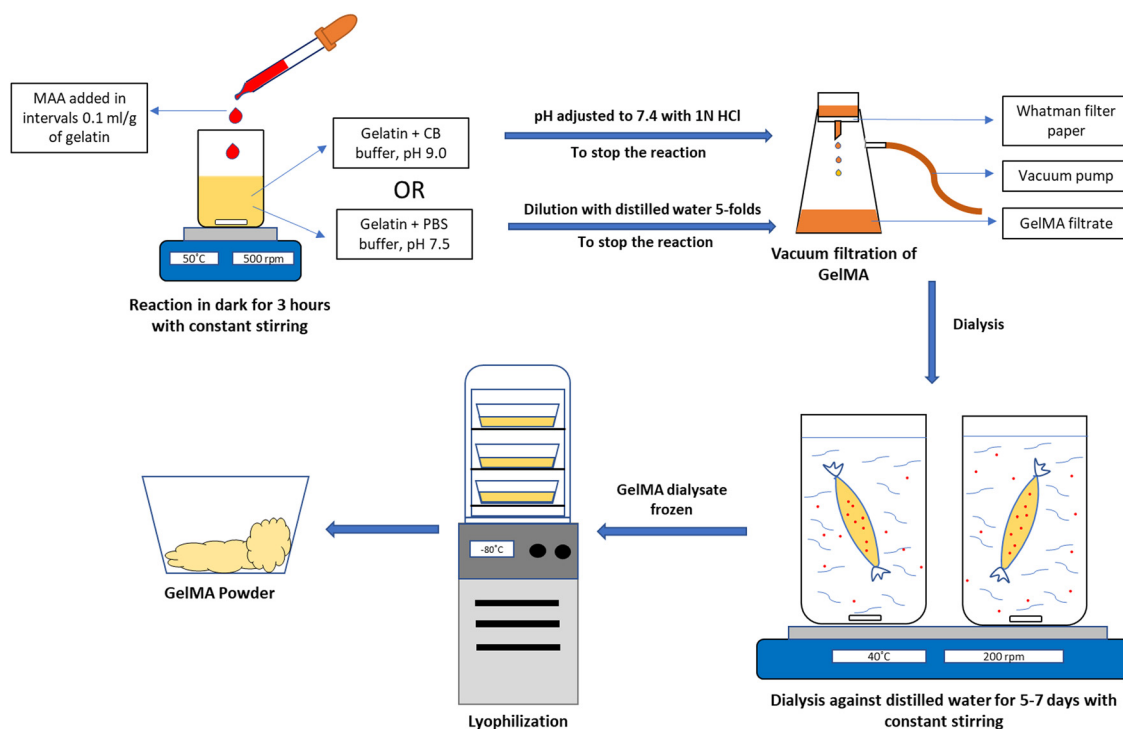 MAA added in
intervals 0.1 ml/g
of gelatin
Gelatin + CB
buffer, pH 9.0
OR
Gelatin + PBS
buffer, pH 7.5
50˚C
500 rpm
Reaction in dark for 3 hours
with constant stirring
pH adjusted to 7.4 with 1N HCl
To stop the reaction
Dilution with distilled water 5-folds
To stop the reaction
Whatman filter
paper
Vacuum pump
GelMA filtrate
Vacuum filtration of
GelMA
Dialysis
40˚C
200 rpm
Dialysis against distilled water for 5-7 days with
constant stirring
GelMA dialysate
frozen
-80˚C
Lyophilization
GelMA Powder